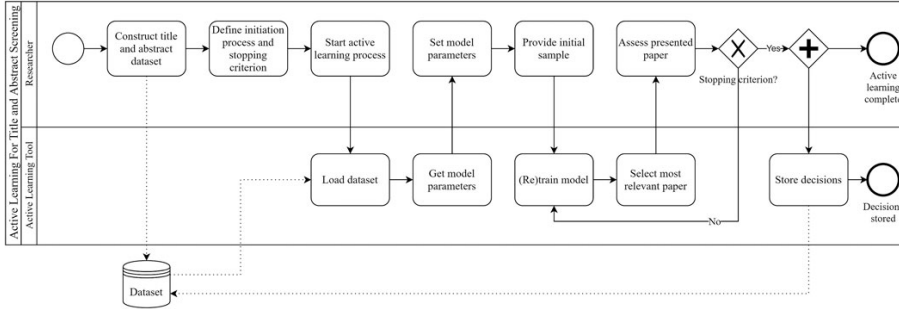 Active Learning For Title and Abstract Screening
Researcher
Construct title
and abstract
dataset
Define initiation
process and
stopping
criterion
Start active
learning process
Set model
parameters
Provide initial
sample
Assess presented
paper
Stopping criterion?
Yes
Active
learning
complete
Active Learning Tool
Load dataset
Get model
parameters
(Re)train model
Select most
relevant paper
Store decisions
No
Decision
stored
Dataset